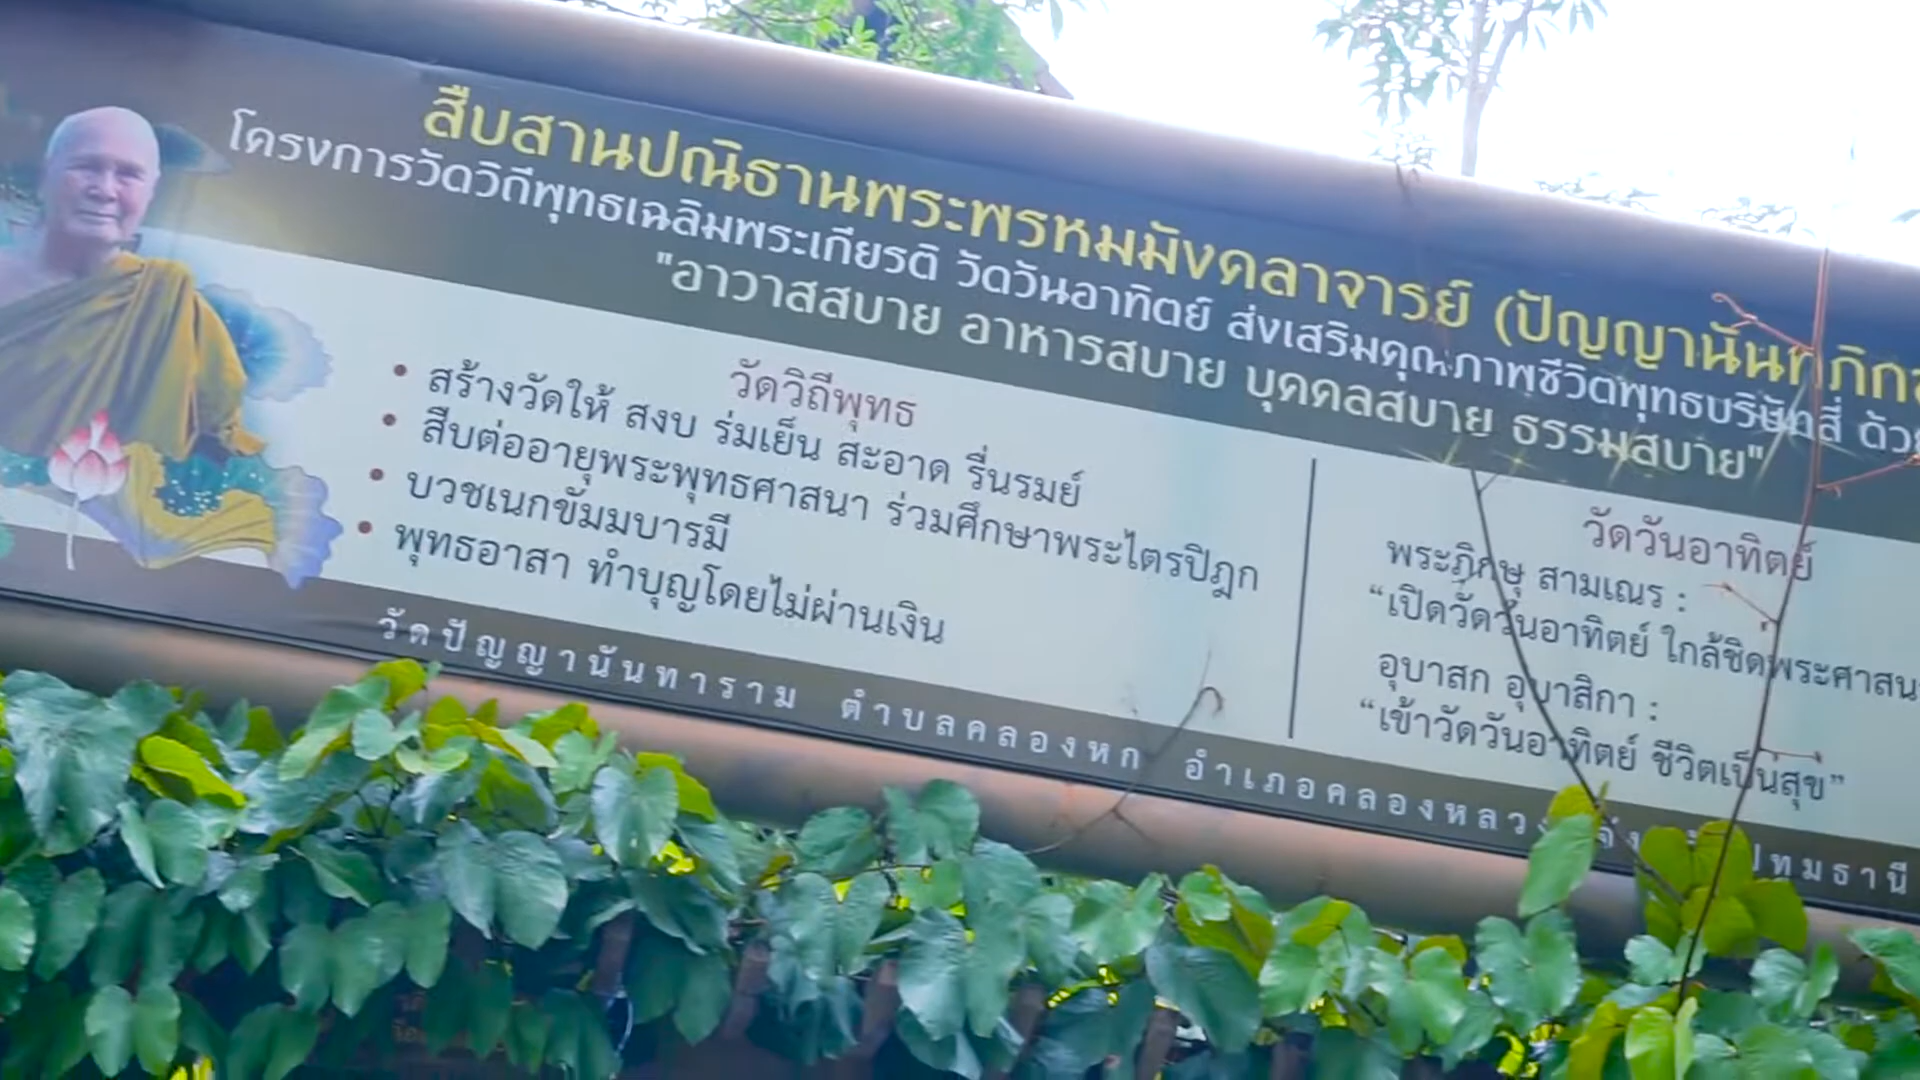 สืบสานปณิธานพระพรหมมังคลาจารย์ (ปัญญานันทภิก
โครงการวัดวิถีพุทธเฉลิมพระเกียรติ วัดวันอาทิตย์ ส่งเสริมคุณภาพชีวิตพุทธบริษัทสี่ ด้วย
"อาวาสสบาย อาหารสบาย บุคคลสบาย ธรรมสบาย"
วัดวิถีพุทธ
• สร้างวัดให้ สงบ ร่มเย็น สะอาด รื่นรมย์
• สืบต่ออายุพระพุทธศาสนา ร่วมศึกษาพระไตรปิฎก
• บวชเนกขัมมบารมี
• พุทธอาสา ทำบุญโดยไม่ผ่านเงิน
วัดวันอาทิตย์
พระภิกษุ สามเณร :
“เปิดวัดวันอาทิตย์ ใกล้ชิดพระศาสน
อุบาสก อุบาสิกา :
“เข้าวัดวันอาทิตย์ ชีวิตเป็นสุข”
วัดปัญญานันทาราม ตำบลคลองหก อำเภอคลองหลวง จังหวัดปทุมธานี